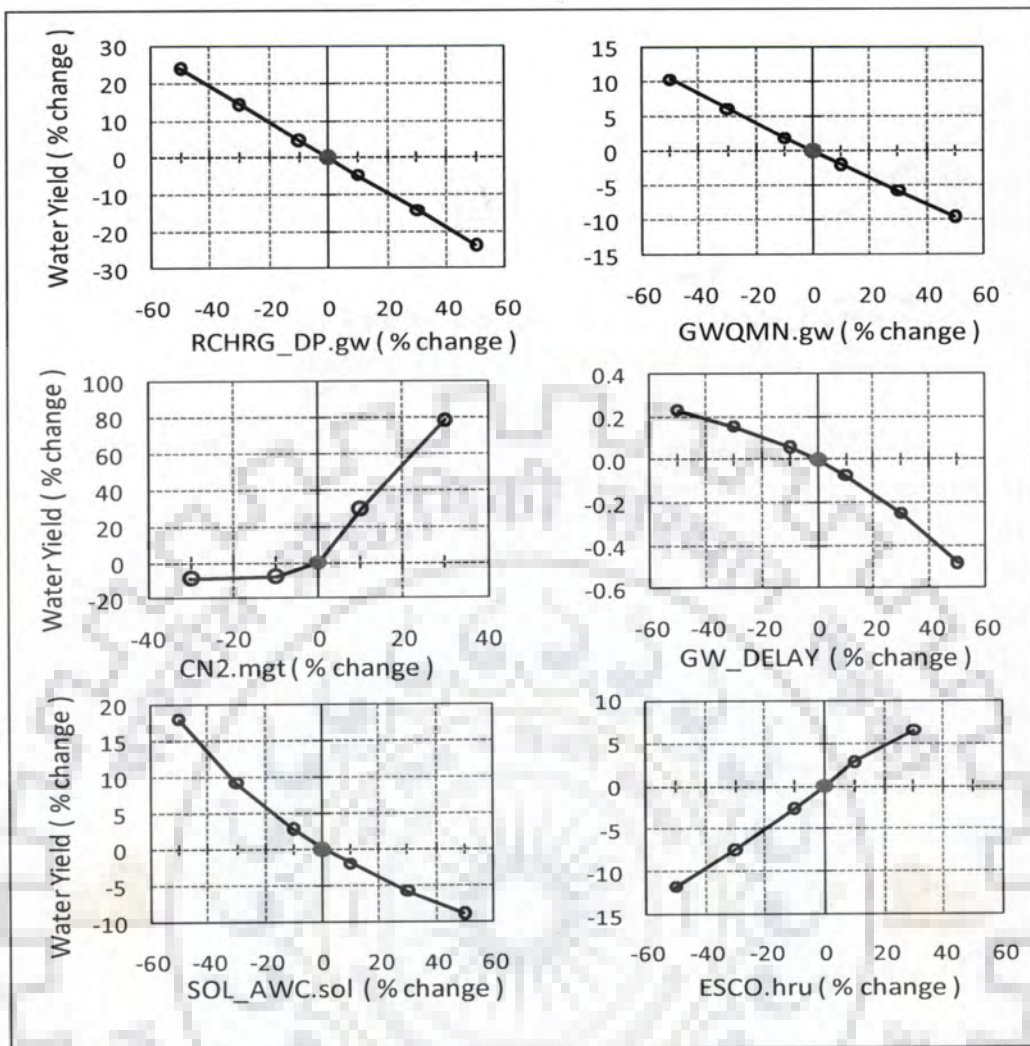 Water Yield ( % change )
30
20
10
0
-10
-20
-30
-60 -40 -20 0 20 40 60
RCHRG_DP.gw ( % change )
15
10
5
0
-5
-10
-15
-60 -40 -20 0 20 40 60
GWQMN.gw ( % change )
Water Yield ( % change )
100
80
60
40
20
0
-20
-40 -20 0 20 40
CN2.mgt ( % change )
0.4
0.2
0.0
-0.2
-0.4
-0.6
-60 -40 -20 0 20 40 60
GW_DELAY ( % change )
Water Yield ( % change )
20
15
10
5
0
-5
-10
-60 -40 -20 0 20 40 60
SOL_AWC.sol ( % change )
10
5
0
-5
-10
-15
-60 -40 -20 0 20 40 60
ESCO.hru ( % change )